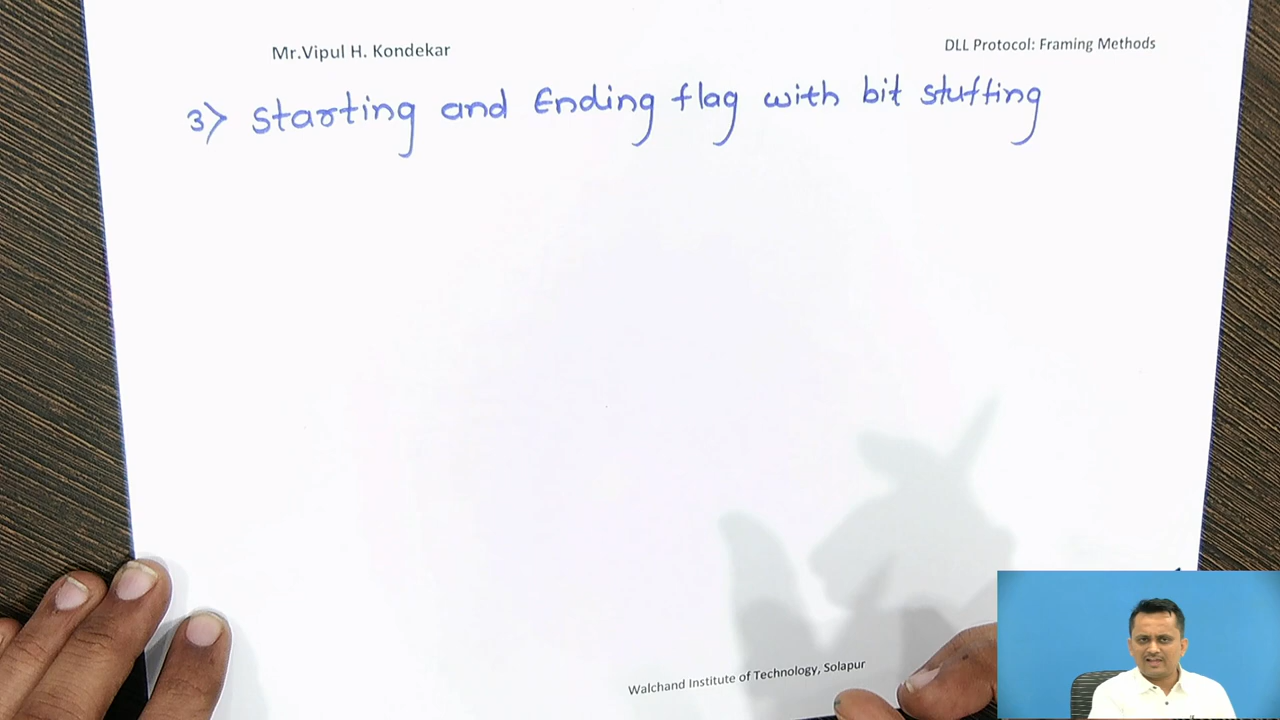 Mr.Vipul H. Kondekar
DLL Protocol: Framing Methods
3> starting and Ending flag with bit stuffing
Walchand Institute of Technology, Solapur